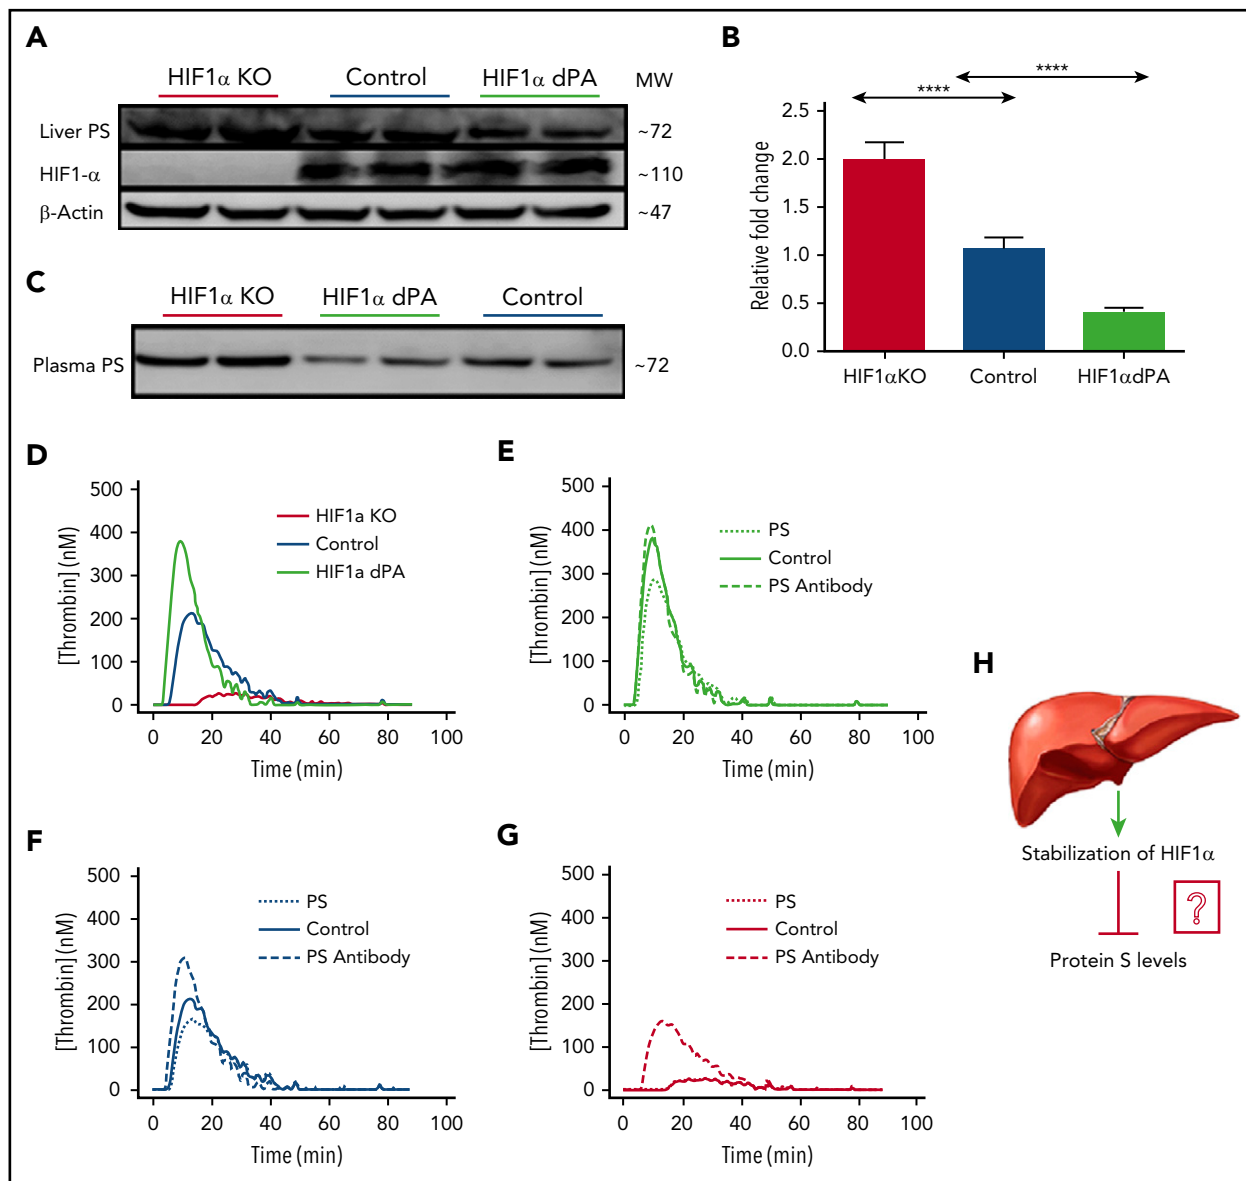 A
HIF1α KO Control HIF1α dPA MW
Liver PS ~72
HIF1-α ~110
β-Actin ~47
B
**** ****
Relative fold change
2.5
2.0
1.5
1.0
0.5
0.0
HIF1αKO Control HIF1αdPA
C
HIF1α KO HIF1α dPA Control
Plasma PS ~72
D
[Thrombin] (nM)
500
400
300
200
100
0
HIF1a KO
Control
HIF1a dPA
0 20 40 60 80 100
Time (min)
E
[Thrombin] (nM)
500
400
300
200
100
0
PS
Control
PS Antibody
0 20 40 60 80 100
Time (min)
F
[Thrombin] (nM)
500
400
300
200
100
0
PS
Control
PS Antibody
0 20 40 60 80 100
Time (min)
G
[Thrombin] (nM)
500
400
300
200
100
0
PS
Control
PS Antibody
0 20 40 60 80 100
Time (min)
H
Stabilization of HIF1α
?
Protein S levels